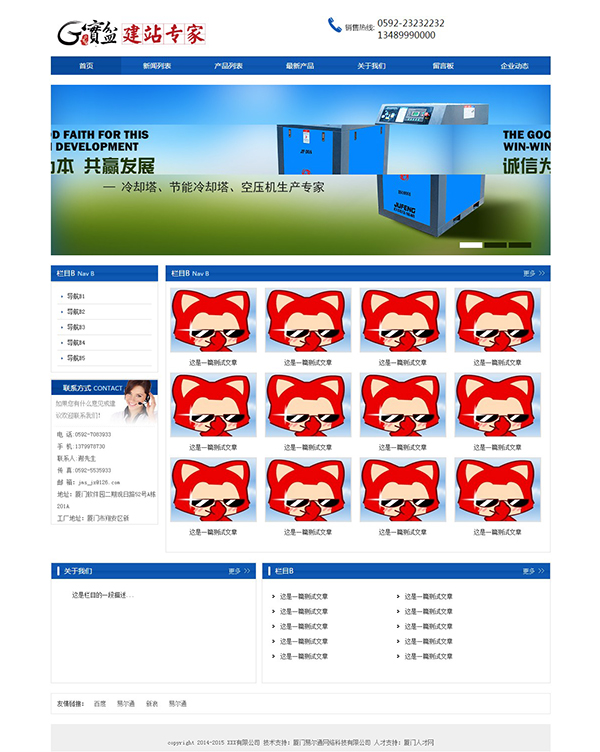 G寶盆 建站专家
销售热线: 0592-23232232
13489990000
首页 新闻列表 产品列表 最新产品 关于我们 留言板 企业动态
D FAITH FOR THIS
DEVELOPMENT
本 共赢发展
THE GOO
WIN-WIN
诚信为
— 冷却塔、节能冷却塔、空压机生产专家
JUFENG
栏目B Nav B
导航B1
导航B2
导航B3
导航B4
导航B5
联系方式 CONTACT
如果您有什么意见或建
议欢迎联系我们!
电 话:0592-7083933
手 机:13799978730
联系人:谢先生
传 真:0592-5535933
邮 箱: jmz_jz@126.com
地址: 厦门软件园二期观日路52号A栋
201A
工厂地址: 厦门市翔安区新
栏目B Nav B 更多 >>
这是一篇测试文章 这是一篇测试文章 这是一篇测试文章 这是一篇测试文章
这是一篇测试文章 这是一篇测试文章 这是一篇测试文章 这是一篇测试文章
这是一篇测试文章 这是一篇测试文章 这是一篇测试文章 这是一篇测试文章
关于我们 更多 >>
这是栏目的一段描述...
栏目B 更多 >>
这是一篇测试文章 这是一篇测试文章
这是一篇测试文章 这是一篇测试文章
这是一篇测试文章 这是一篇测试文章
这是一篇测试文章 这是一篇测试文章
这是一篇测试文章 这是一篇测试文章
友情链接: 百度 易尔通 新浪 易尔通
copyright 2014-2015 XXX有限公司 技术支持: 厦门易尔通网络科技有限公司 人才支持: 厦门人才网